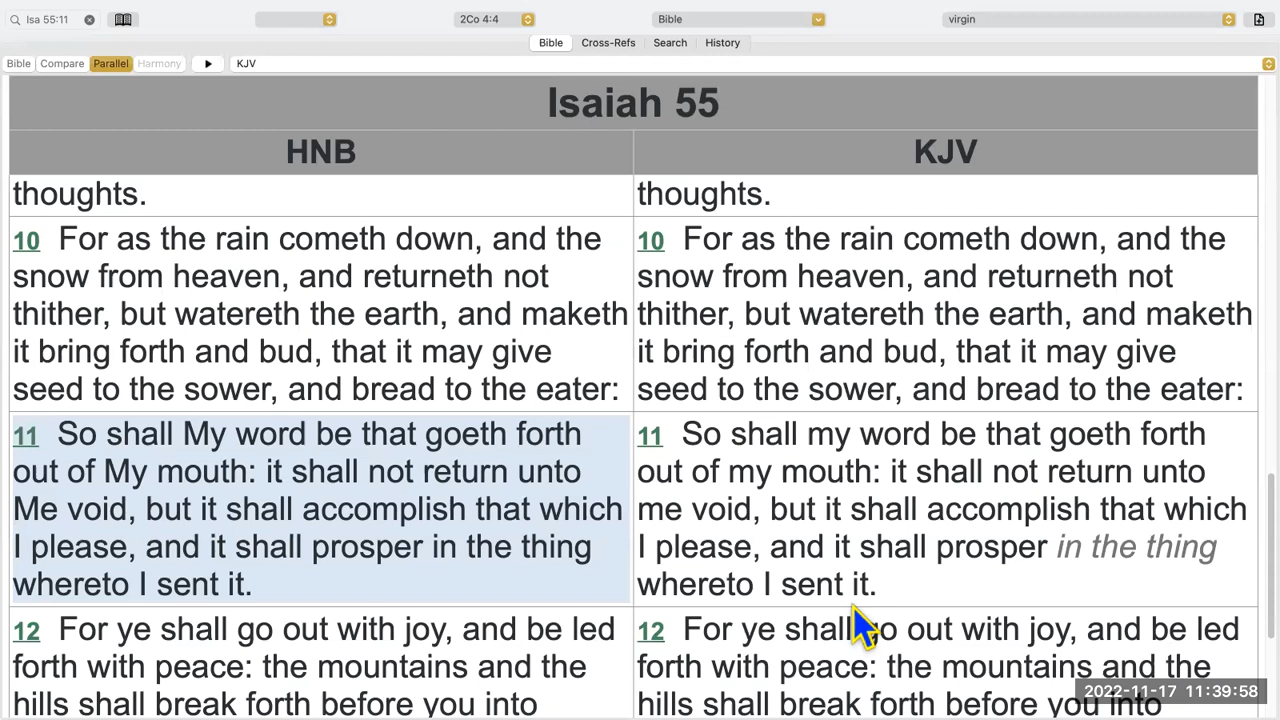 Isa 55:11
2Co 4:4
Bible
virgin
Bible
Cross-Refs
Search
History
Bible
Compare
Parallel
Harmony
KJV
Isaiah 55
HNB
KJV
thoughts.
10 For as the rain cometh down, and the
snow from heaven, and returneth not
thither, but watereth the earth, and maketh
it bring forth and bud, that it may give
seed to the sower, and bread to the eater:
11 So shall My word be that goeth forth
out of My mouth: it shall not return unto
Me void, but it shall accomplish that which
I please, and it shall prosper in the thing
whereto I sent it.
12 For ye shall go out with joy, and be led
forth with peace: the mountains and the
hills shall break forth before you into
thoughts.
10 For as the rain cometh down, and the
snow from heaven, and returneth not
thither, but watereth the earth, and maketh
it bring forth and bud, that it may give
seed to the sower, and bread to the eater:
11 So shall my word be that goeth forth
out of my mouth: it shall not return unto
me void, but it shall accomplish that which
I please, and it shall prosper in the thing
whereto I sent it.
12 For ye shall go out with joy, and be led
forth with peace: the mountains and the
hills shall break forth before you into
2022-11-17 11:39:58